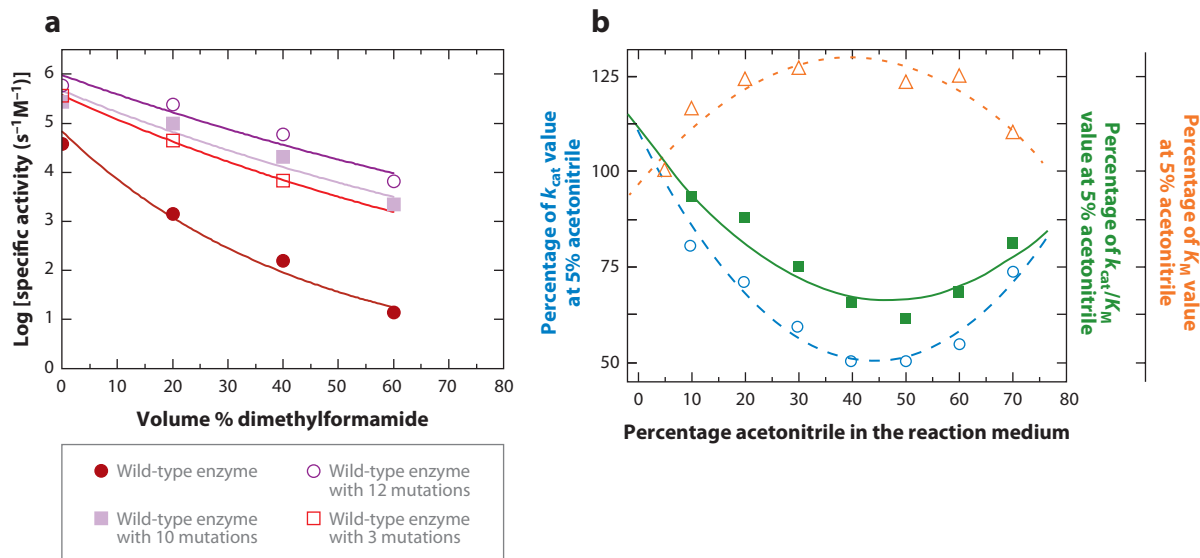 a
Log [specific activity (s⁻¹M⁻¹)]
6
5
4
3
2
1
0
0 10 20 30 40 50 60 70 80
Volume % dimethylformamide
Wild-type enzyme
Wild-type enzyme
with 12 mutations
Wild-type enzyme
with 10 mutations
Wild-type enzyme
with 3 mutations
b
Percentage of kcat value
at 5% acetonitrile
125
100
75
50
0 10 20 30 40 50 60 70 80
Percentage acetonitrile in the reaction medium
Percentage of kcat/KM
value at 5% acetonitrile
Percentage of KM value
at 5% acetonitrile